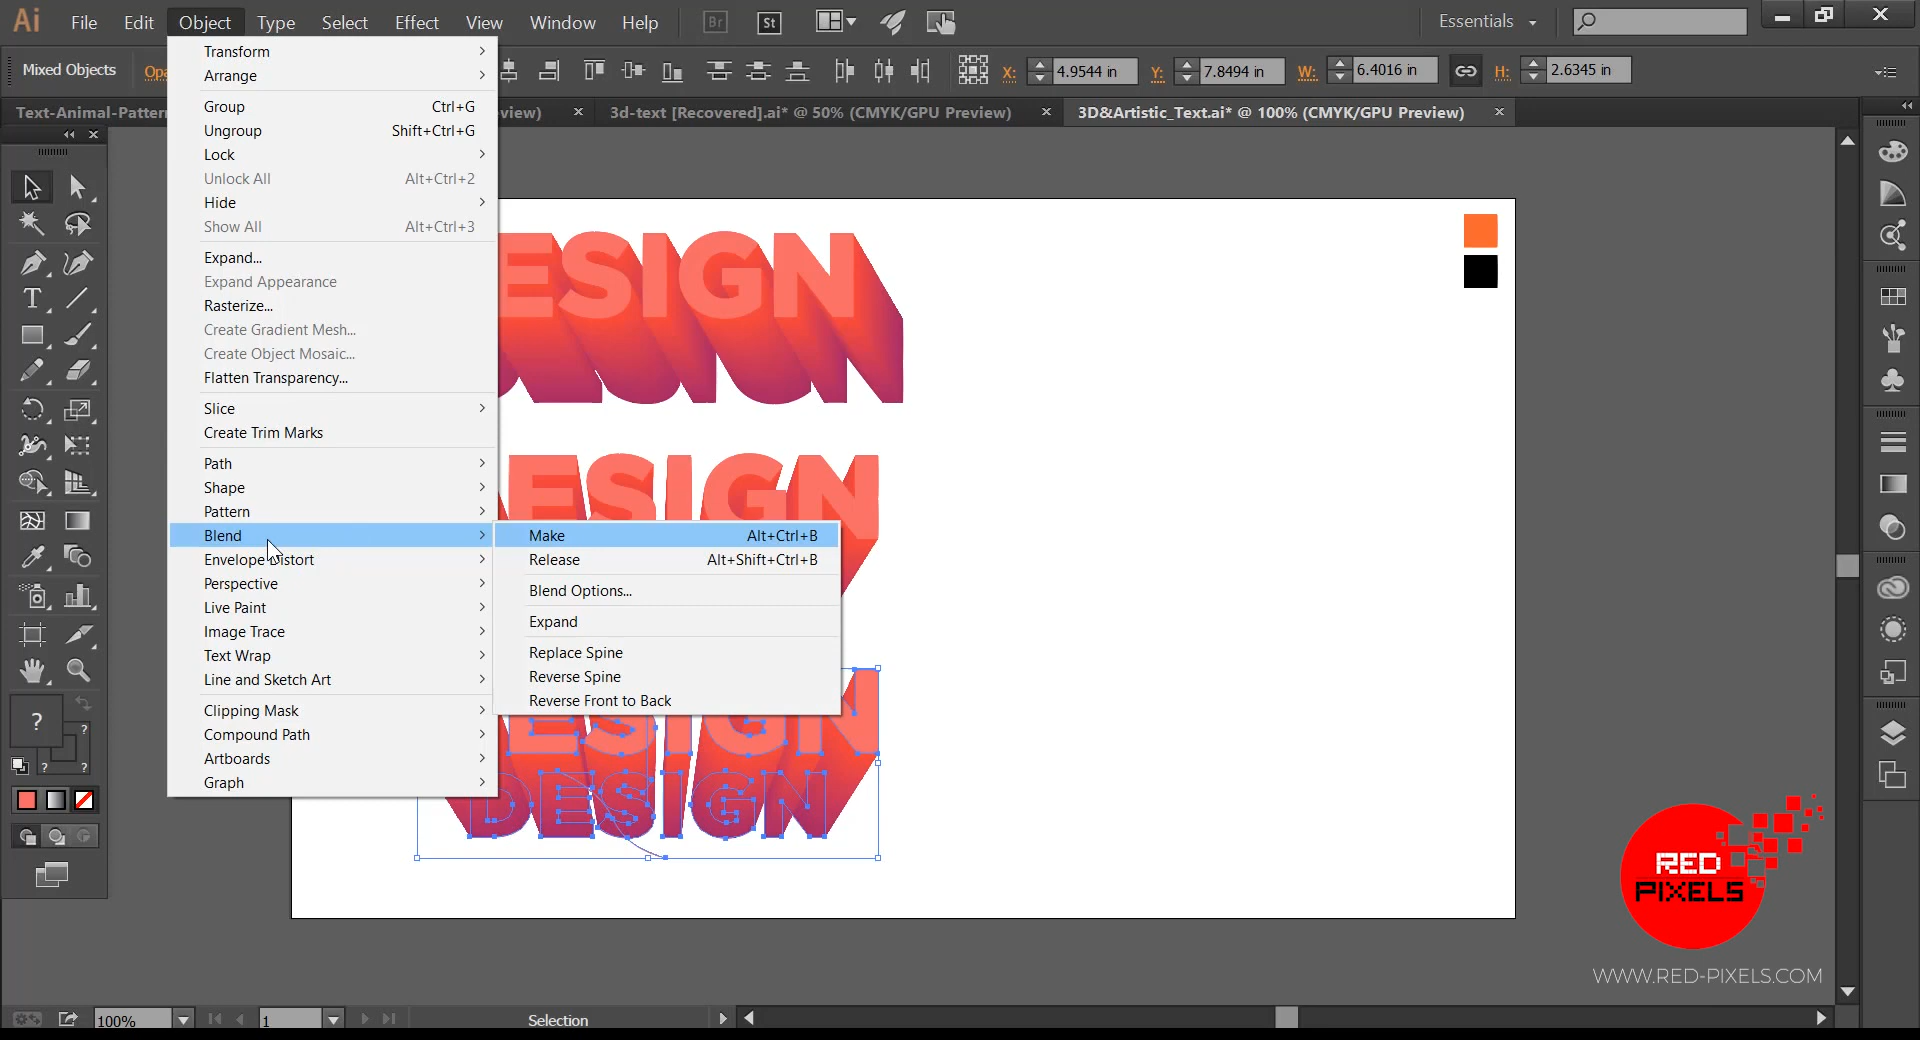 Ai File Edit Object Type Select Effect View Window Help Br St Essentials
Mixed Objects Opa X: 4.9544 in Y: 7.8494 in W: 6.4016 in H: 2.6345 in
Text-Animal-Pattern view) × 3d-text [Recovered].ai* @ 50% (CMYK/GPU Preview) × 3D&Artistic_Text.ai* @ 100% (CMYK/GPU Preview) ×
Transform
Arrange
Group Ctrl+G
Ungroup Shift+Ctrl+G
Lock
Unlock All Alt+Ctrl+2
Hide
Show All Alt+Ctrl+3
Expand...
Expand Appearance
Rasterize...
Create Gradient Mesh...
Create Object Mosaic...
Flatten Transparency...
Slice
Create Trim Marks
Path
Shape
Pattern
Blend
Envelope Distort
Perspective
Live Paint
Image Trace
Text Wrap
Line and Sketch Art
Clipping Mask
Compound Path
Artboards
Graph
Make Alt+Ctrl+B
Release Alt+Shift+Ctrl+B
Blend Options...
Expand
Replace Spine
Reverse Spine
Reverse Front to Back
ESIGN
ESIGN
ESIGN
DESIGN
?
?
?
?
RED
PIXELS
WWW.RED-PIXELS.COM
100% 1 Selection